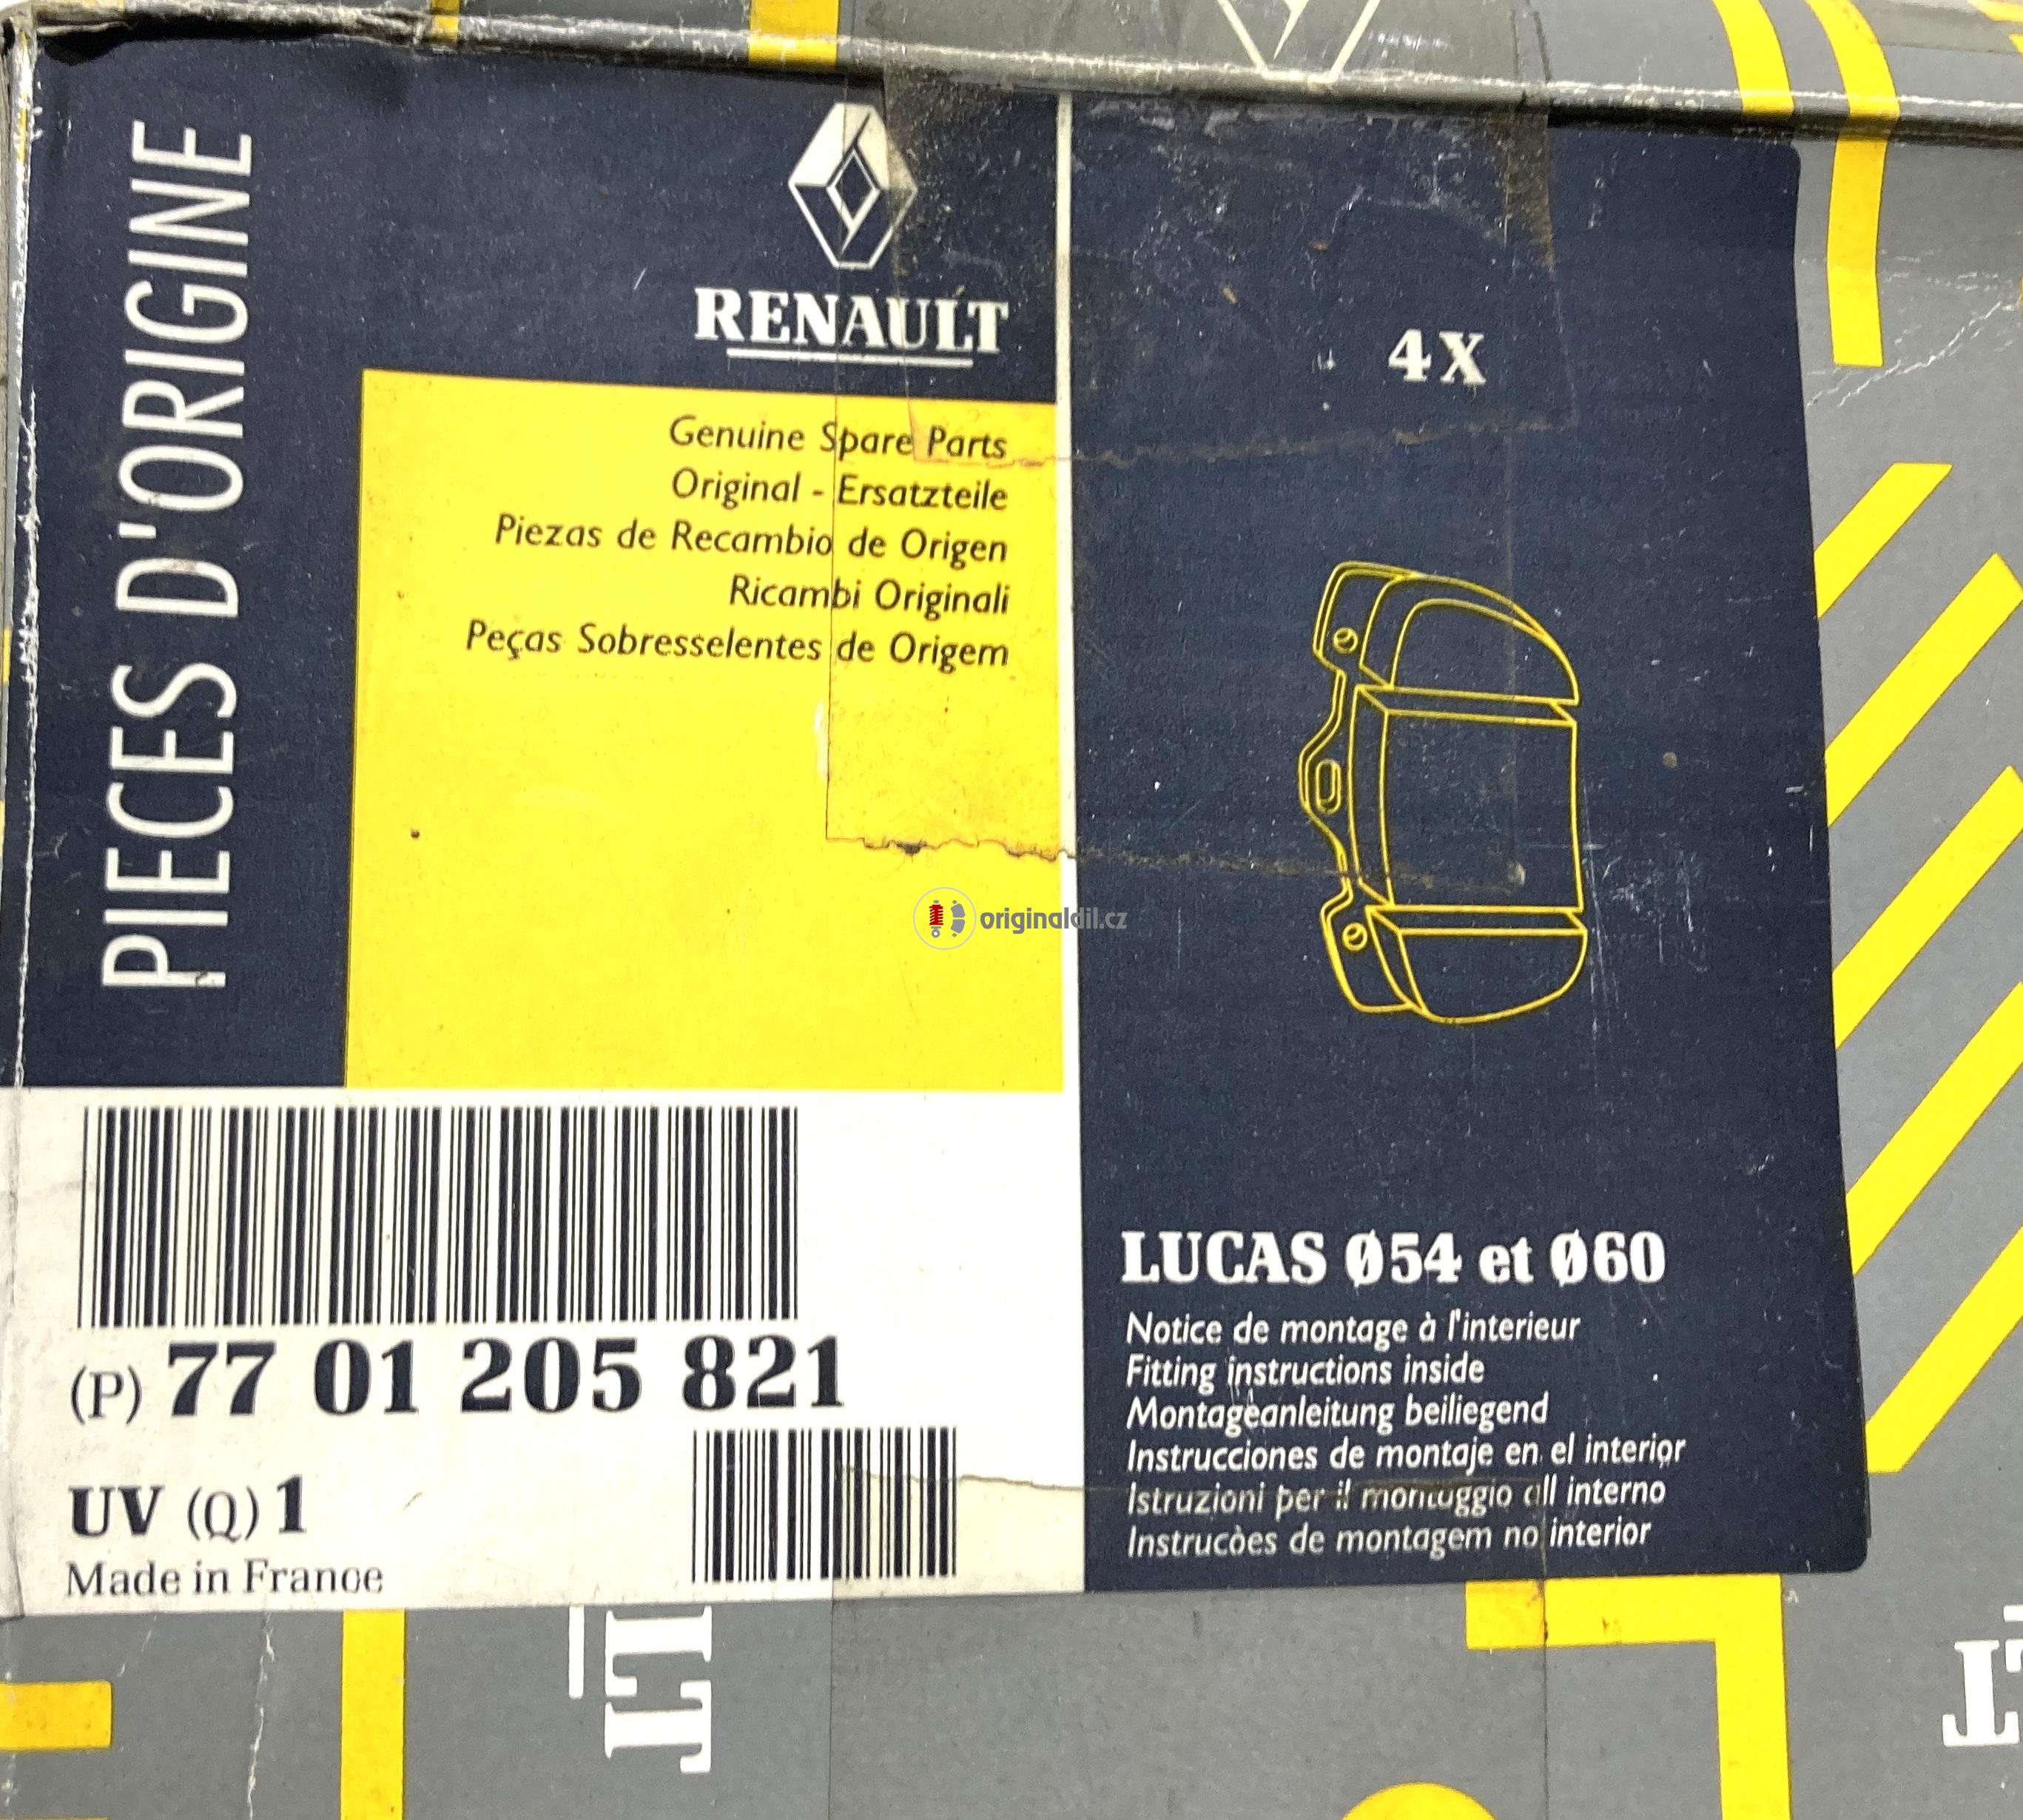 PIECES D'ORIGINE
RENAULT
Genuine Spare Parts
Original - Ersatzteile
Piezas de Recambio de Origen
Ricambi Originali
Peças Sobresselentes de Origem
4X
originaldil.cz
LUCAS Ø54 et Ø60
Notice de montage à l'interieur
Fitting instructions inside
Montageanleitung beiliegend
Instrucciones de montaje en el interior
Istruzioni per il montaggio all interno
Instrucòes de montagem no interior
(P) 77 01 205 821
UV (Q) 1
Made in France
LT
LT